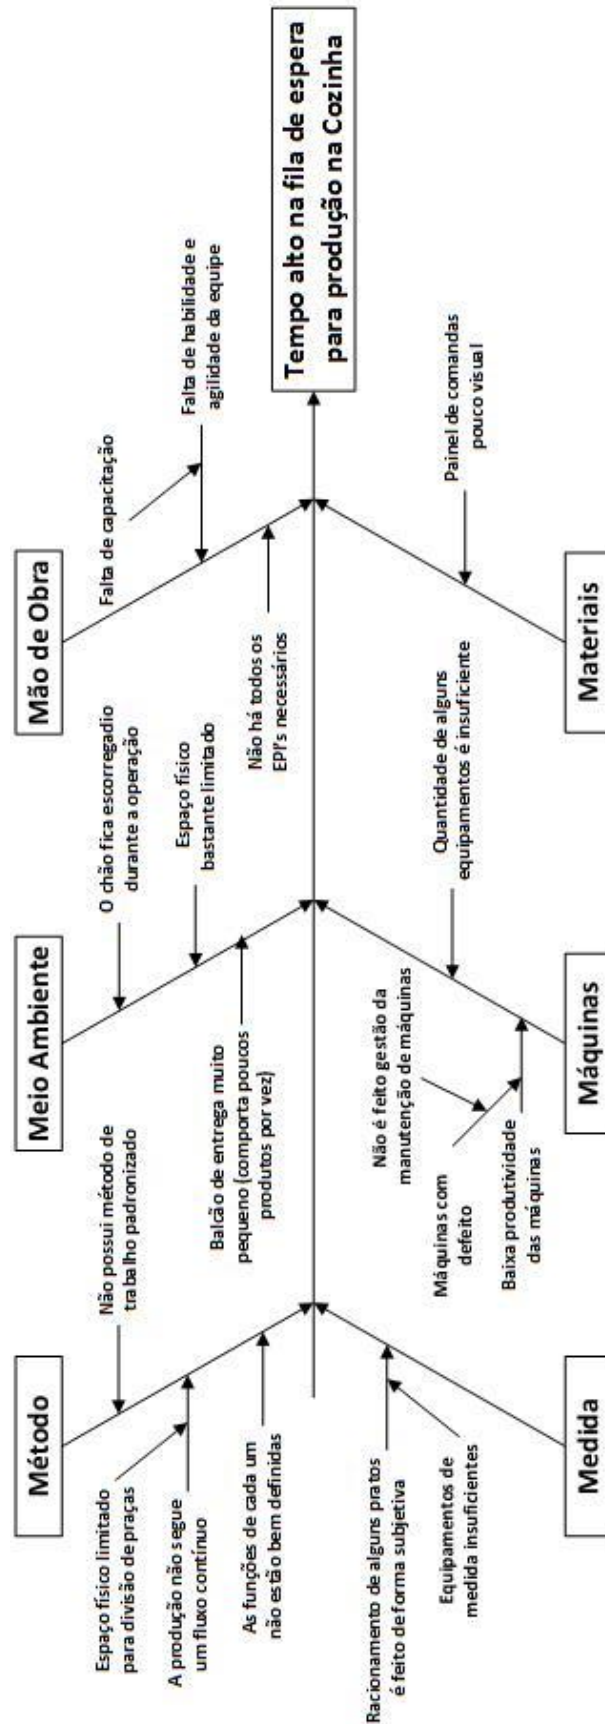 Método
Não possui método de
trabalho padronizado
Espaço físico limitado
para divisão de praças
A produção não segue
um fluxo contínuo
As funções de cada um
não estão bem definidas
Meio Ambiente
O chão fica escorregadio
durante a operação
Espaço físico
bastante limitado
Balcão de entrega muito
pequeno (comporta poucos
produtos por vez)
Mão de Obra
Falta de capacitação
Falta de habilidade e
agilidade da equipe
Não há todos os
EPI's necessários
Tempo alto na fila de espera
para produção na Cozinha
Medida
Racionamento de alguns pratos
é feito de forma subjetiva
Equipamentos de
medida insuficientes
Máquinas
Não é feito gestão da
manutenção de máquinas
Máquinas com
defeito
Baixa produtividade
das máquinas
Quantidade de alguns
equipamentos é insuficiente
Materiais
Painel de comandas
pouco visual